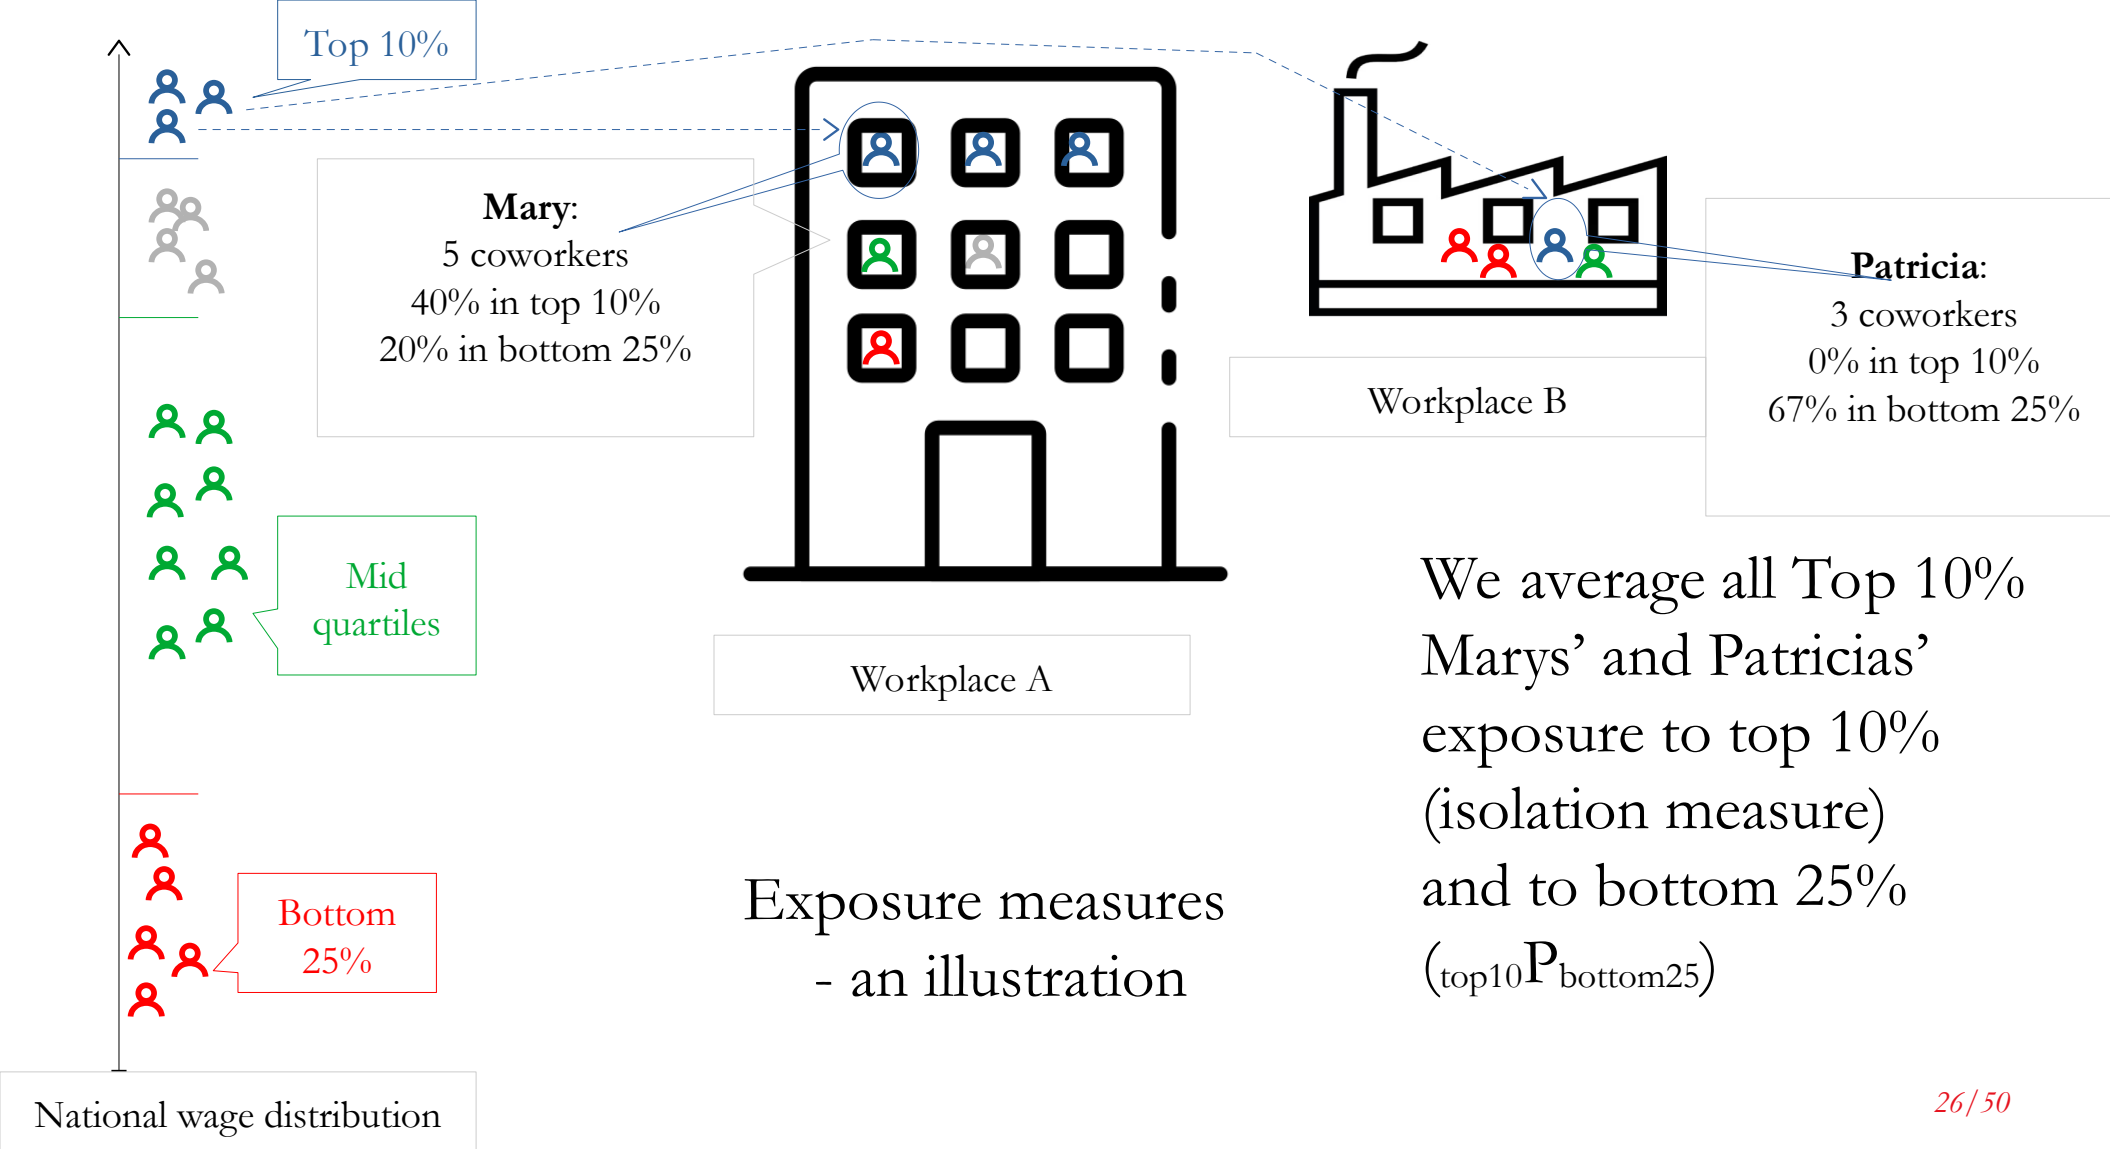 Top 10%
Mary:
5 coworkers
40% in top 10%
20% in bottom 25%
Patricia:
3 coworkers
0% in top 10%
67% in bottom 25%
Workplace B
Mid
quartiles
Workplace A
We average all Top 10%
Marys’ and Patricias’
exposure to top 10%
(isolation measure)
and to bottom 25%
(top10Pbottom25)
Exposure measures
- an illustration
Bottom
25%
National wage distribution
26/50